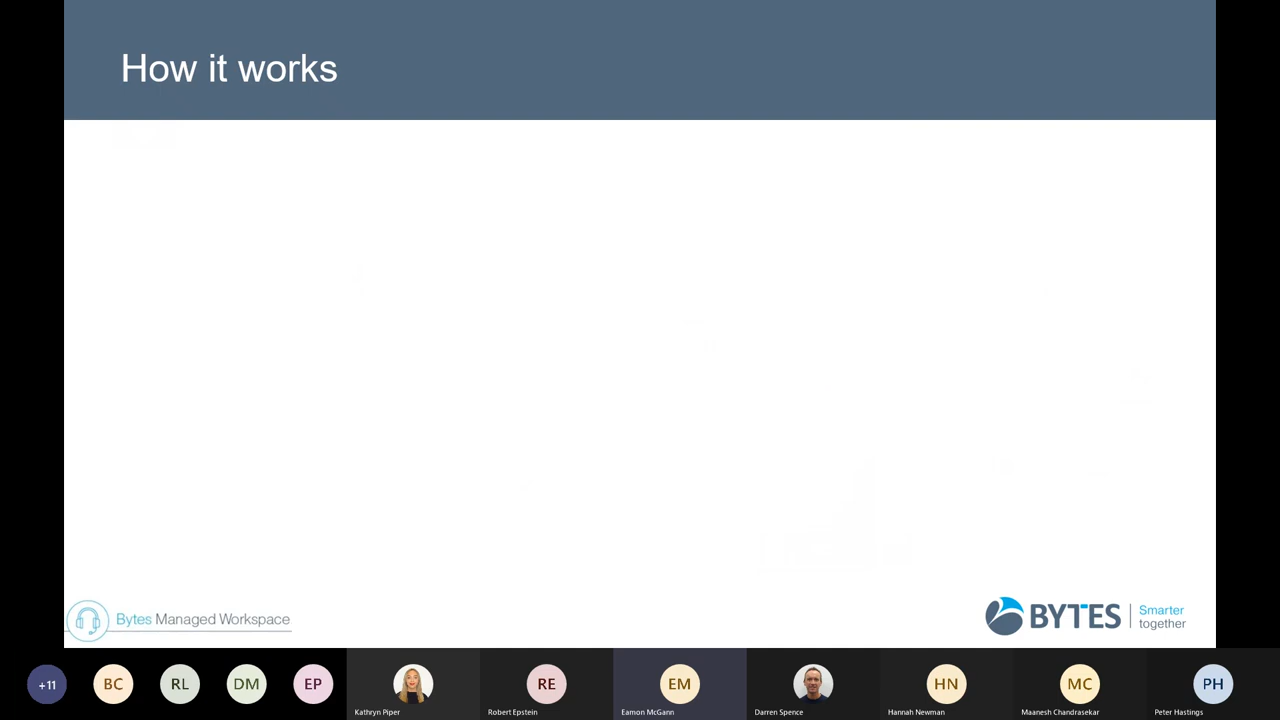 How it works
Bytes Managed Workspace
BYTES
Smarter
together
+11
BC
RL
DM
EP
RE
EM
HN
MC
PH
Kathryn Piper
Robert Epstein
Eamon McGann
Darren Spence
Hannah Newman
Maanesh Chandrasekar
Peter Hastings